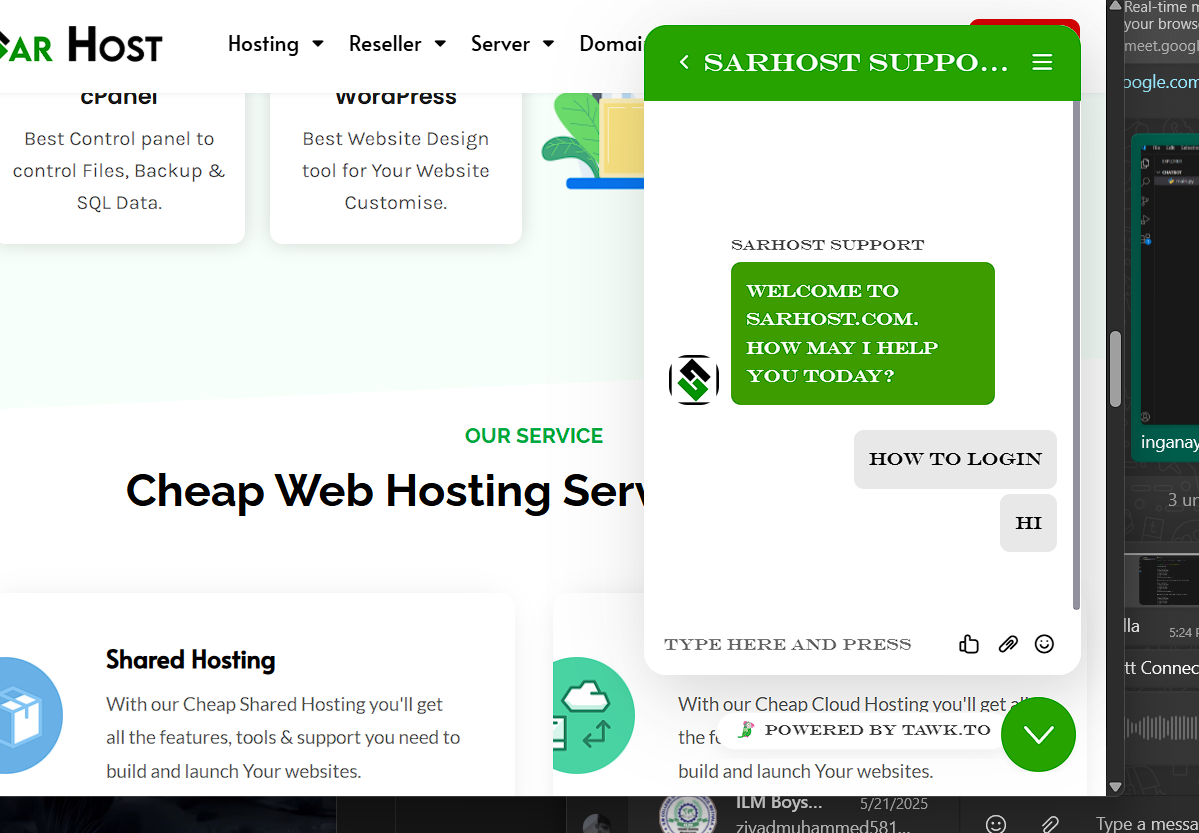 AR HOST
Hosting
Reseller
Server
Domai
cPanel
Best Control panel to
control Files, Backup &
SQL Data.
WordPress
Best Website Design
tool for Your Website
Customise.
OUR SERVICE
Cheap Web Hosting Serv
Shared Hosting
With our Cheap Shared Hosting you'll get
all the features, tools & support you need to
build and launch Your websites.
With our Cheap Cloud Hosting you'll get al
the fe
build and launch Your websites.
SARHOST SUPPO...
SARHOST SUPPORT
WELCOME TO
SARHOST.COM.
HOW MAY I HELP
YOU TODAY?
HOW TO LOGIN
HI
TYPE HERE AND PRESS
POWERED BY TAWK.TO
Real-time m
your brows
meet.googl
oogle.com
CHATBOT
main.py
inganay
3 un
lla
5:24 P
tt Connec
ILM Boys...
5/21/2025
ziyadmuhammed581...
Type a messa